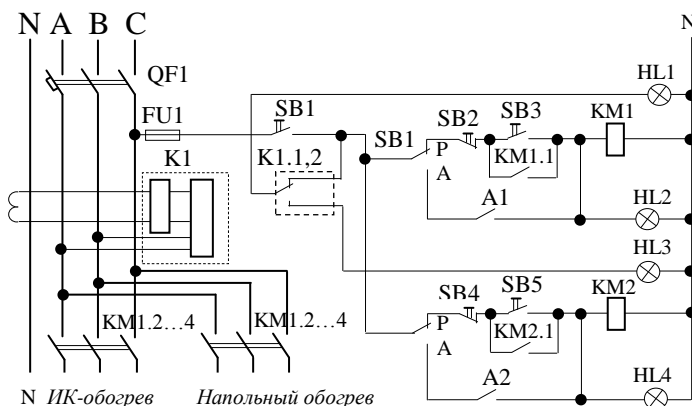 N A B C
N
QF1
HL1
FU1
SB1
SB2
SB3
KM1
K1
K1.1,2
SB1
P
A
KM1.1
A1
HL2
HL3
SB4
SB5
KM2
P
A
KM2.1
KM1.2...4
KM1.2...4
A2
HL4
N ИК-обогрев
Напольный обогрев